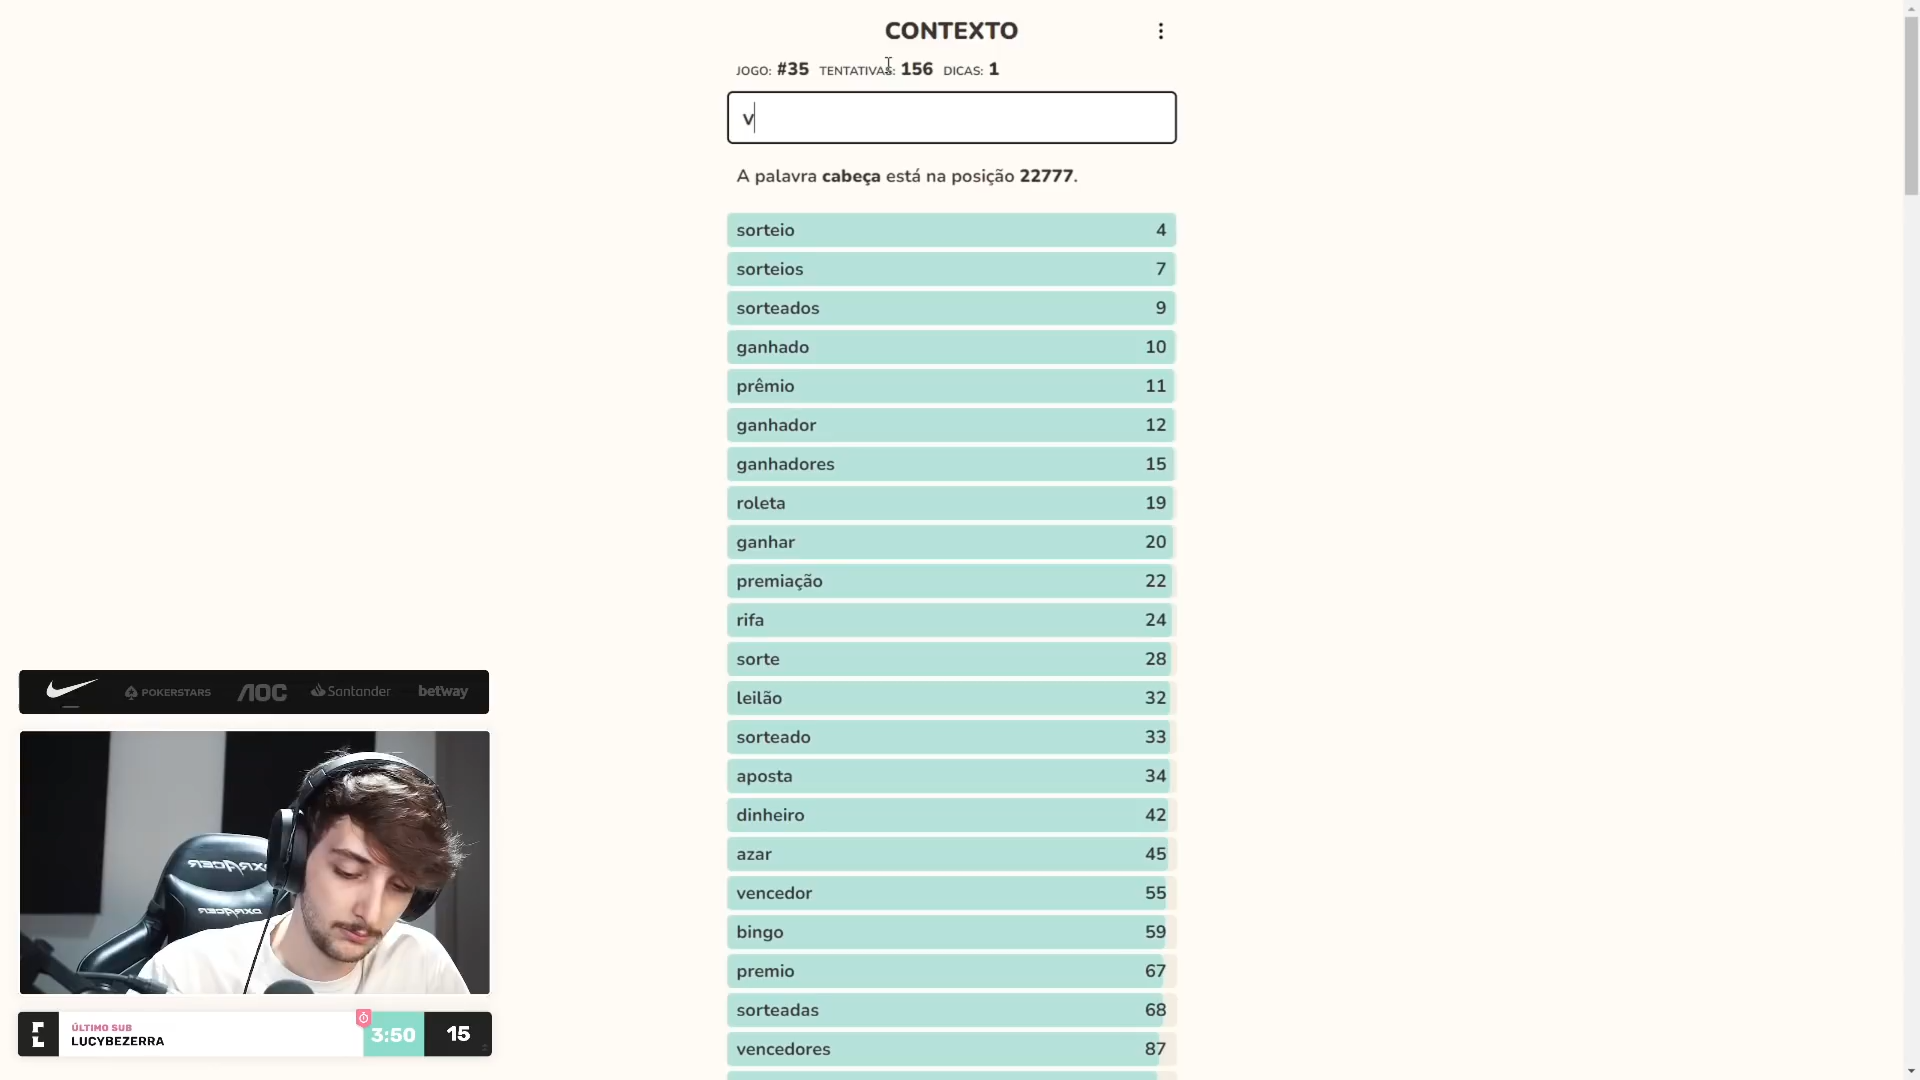 CONTEXTO
JOGO: #35 TENTATIVAS: 156 DICAS: 1
v
A palavra cabeça está na posição 22777.
sorteio 4
sorteios 7
sorteados 9
ganhado 10
prêmio 11
ganhador 12
ganhadores 15
roleta 19
ganhar 20
premiação 22
rifa 24
sorte 28
leilão 32
sorteado 33
aposta 34
dinheiro 42
azar 45
vencedor 55
bingo 59
premio 67
sorteadas 68
vencedores 87
POKERSTARS AOC Santander betway
DXRACER
DXRACER
ÚLTIMO SUB
LUCYBEZERRA
3:50 15